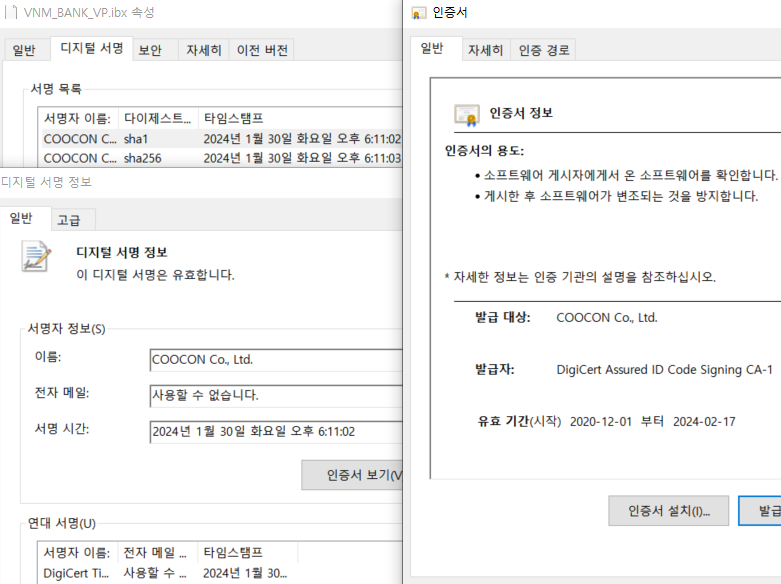 VNM_BANK_VP.ibx 속성
일반 디지털 서명 보안 자세히 이전 버전
서명 목록
서명자 이름: 다이제스트... 타임스탬프
COOCON C... sha1 2024년 1월 30일 화요일 오후 6:11:02
COOCON C... sha256 2024년 1월 30일 화요일 오후 6:11:03
디지털 서명 정보
일반 고급
디지털 서명 정보
이 디지털 서명은 유효합니다.
서명자 정보(S)
이름: COOCON Co., Ltd.
전자 메일: 사용할 수 없습니다.
서명 시간: 2024년 1월 30일 화요일 오후 6:11:02
인증서 보기(V
연대 서명(U)
서명자 이름: 전자 메일 ... 타임스탬프
DigiCert Ti... 사용할 수 ... 2024년 1월 30...
인증서
일반 자세히 인증 경로
인증서 정보
인증서의 용도:
• 소프트웨어 게시자에게서 온 소프트웨어를 확인합니다.
• 게시한 후 소프트웨어가 변조되는 것을 방지합니다.
* 자세한 정보는 인증 기관의 설명을 참조하십시오.
발급 대상: COOCON Co., Ltd.
발급자: DigiCert Assured ID Code Signing CA-1
유효 기간(시작) 2020-12-01 부터 2024-02-17
인증서 설치(I)... 발급